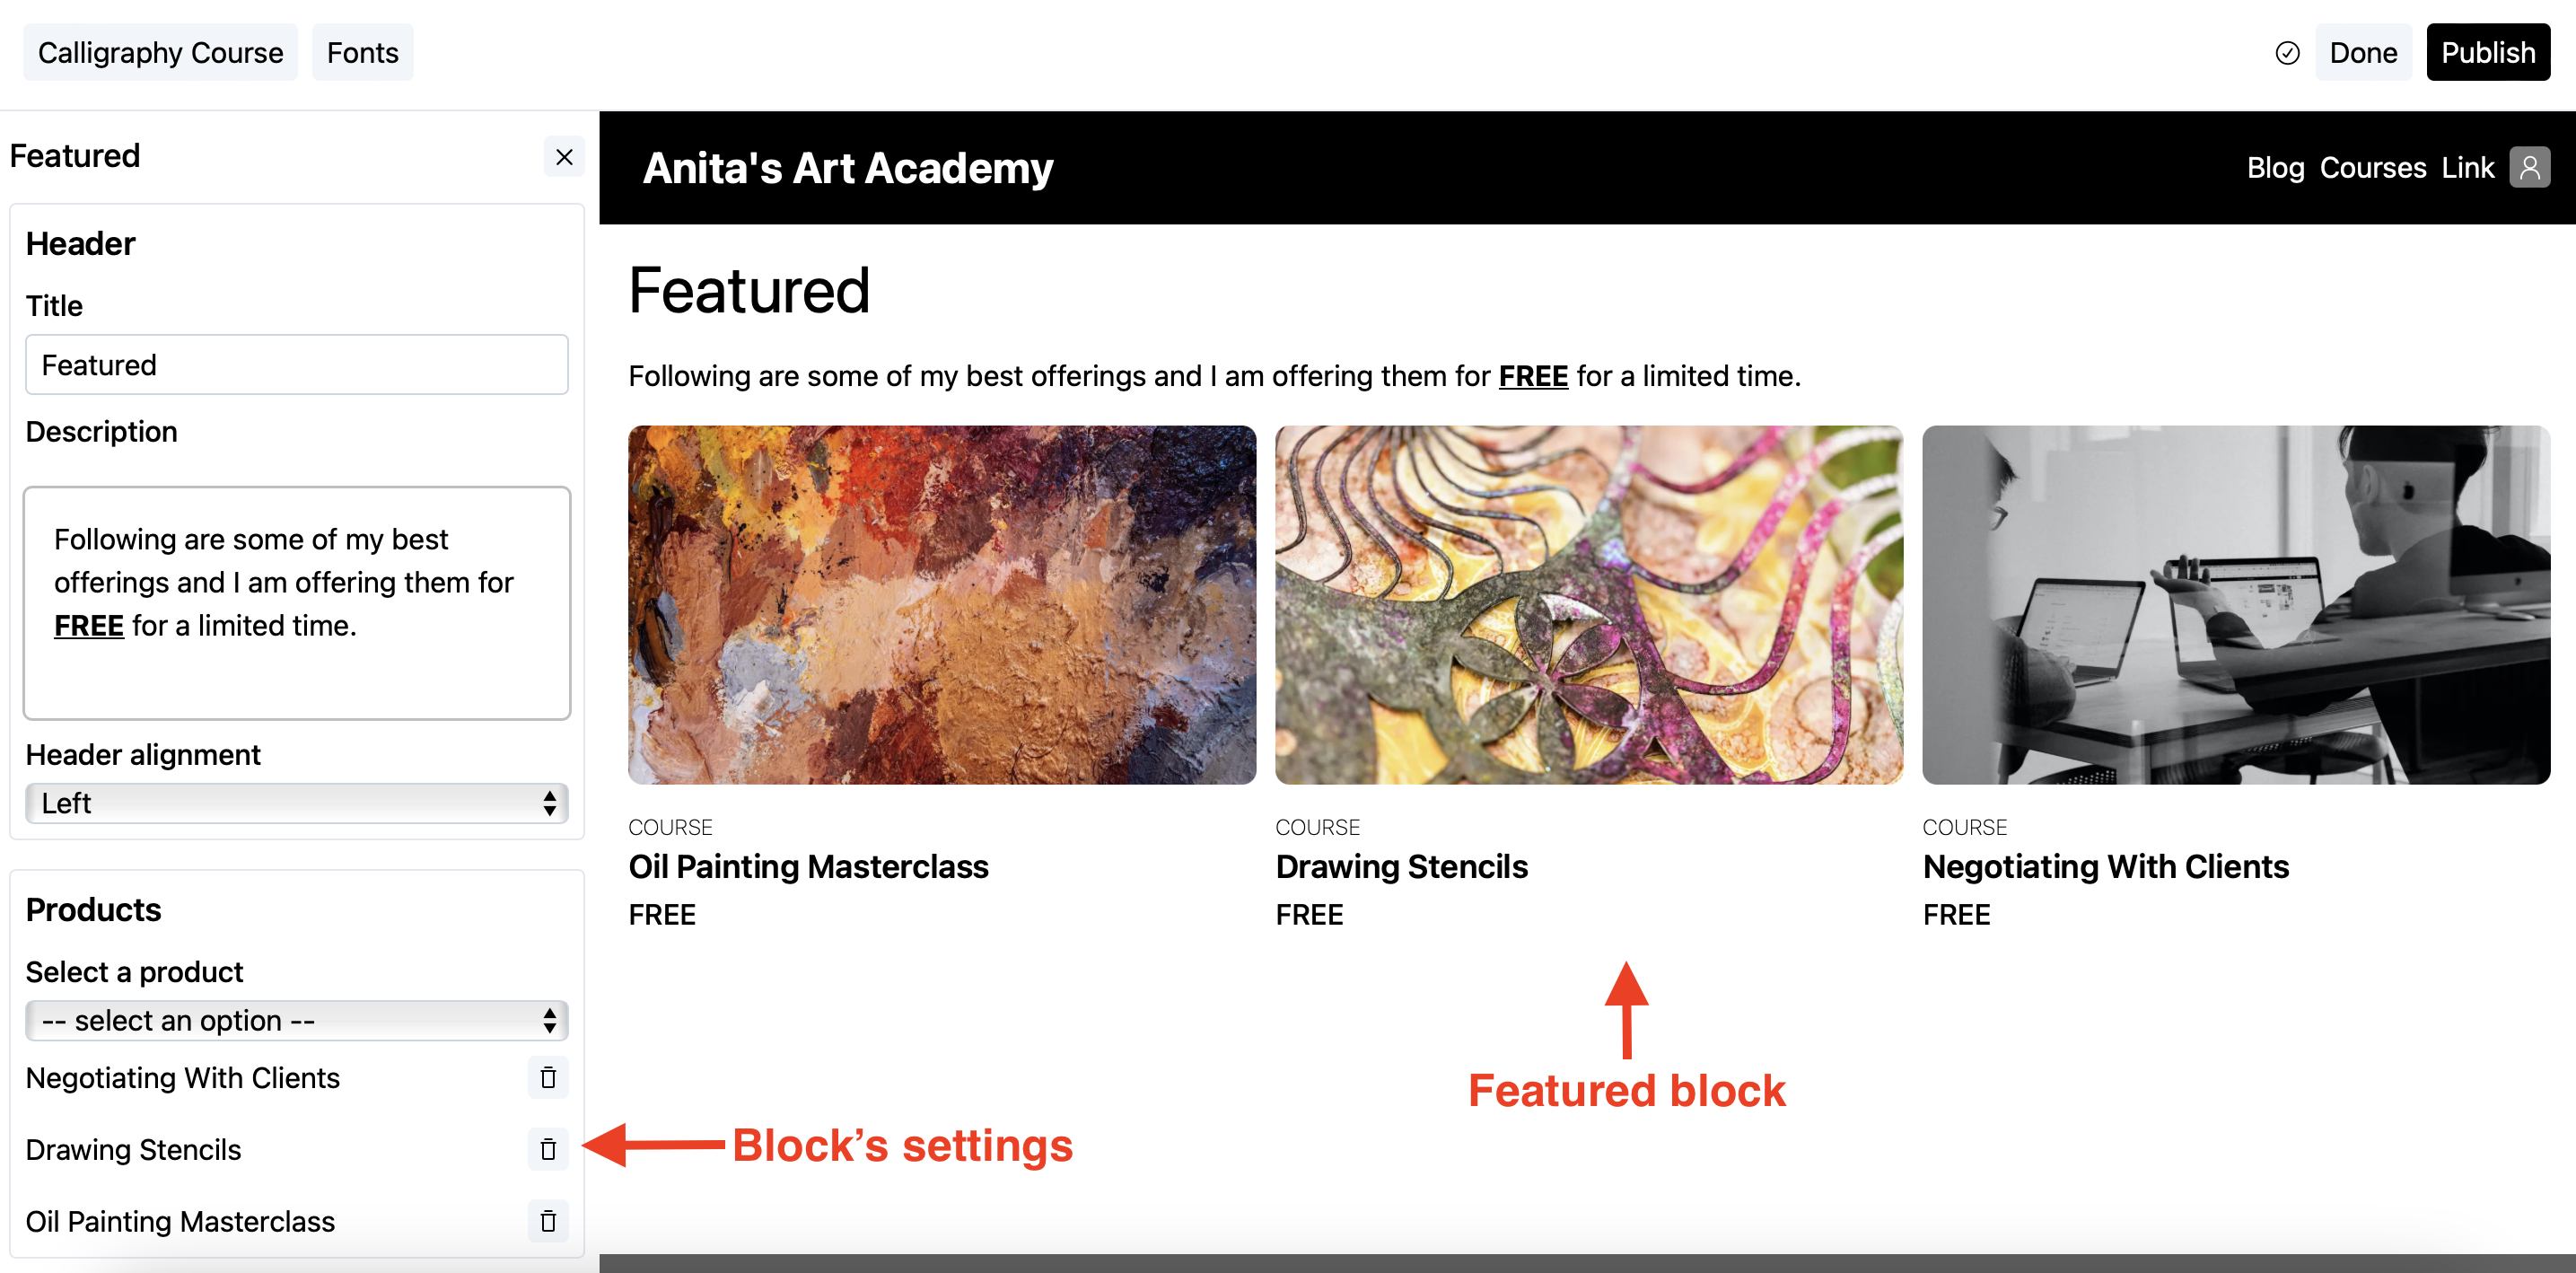 Calligraphy Course Fonts Done Publish
Featured
Header
Title
Featured
Description
Following are some of my best
offerings and I am offering them for
FREE for a limited time.
Header alignment
Left
Products
Select a product
-- select an option --
Negotiating With Clients
Drawing Stencils
Oil Painting Masterclass
Anita's Art Academy Blog Courses Link
Featured
Following are some of my best offerings and I am offering them for FREE for a limited time.
COURSE
Oil Painting Masterclass
FREE
COURSE
Drawing Stencils
FREE
COURSE
Negotiating With Clients
FREE
Featured block
Block’s settings